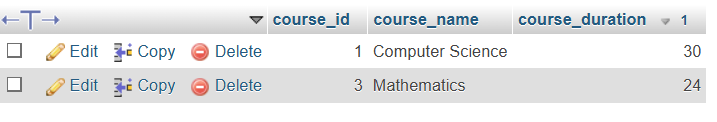 course_id course_name course_duration 1
Edit Copy Delete 1 Computer Science 30
Edit Copy Delete 3 Mathematics 24